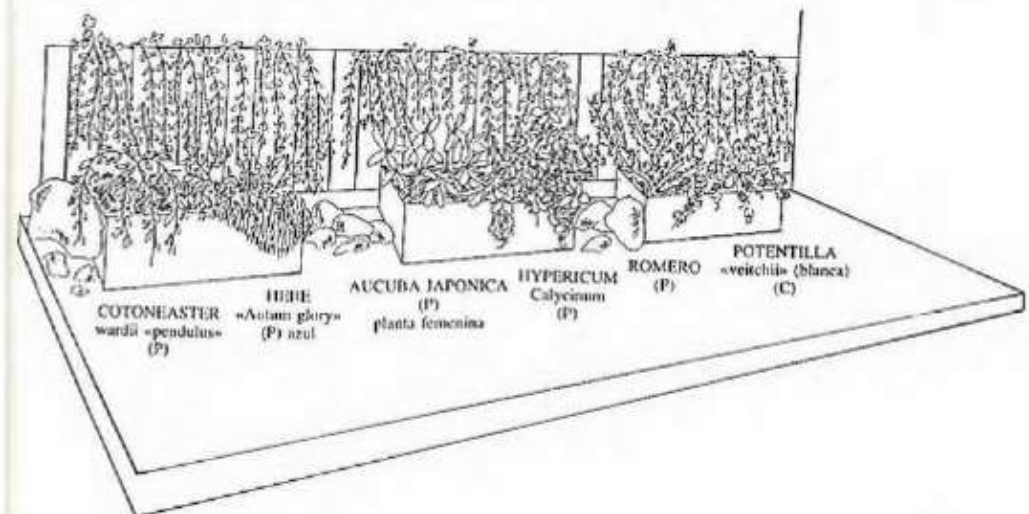 COTONEASTER
wardii «pendulus»
(P)
HEBE
«Autum glory»
(P) azul
AUCUBA JAPONICA
(P)
planta femenina
HYPERICUM
Calycinum
(P)
ROMERO
(P)
POTENTILLA
«veitchii» (blanca)
(C)